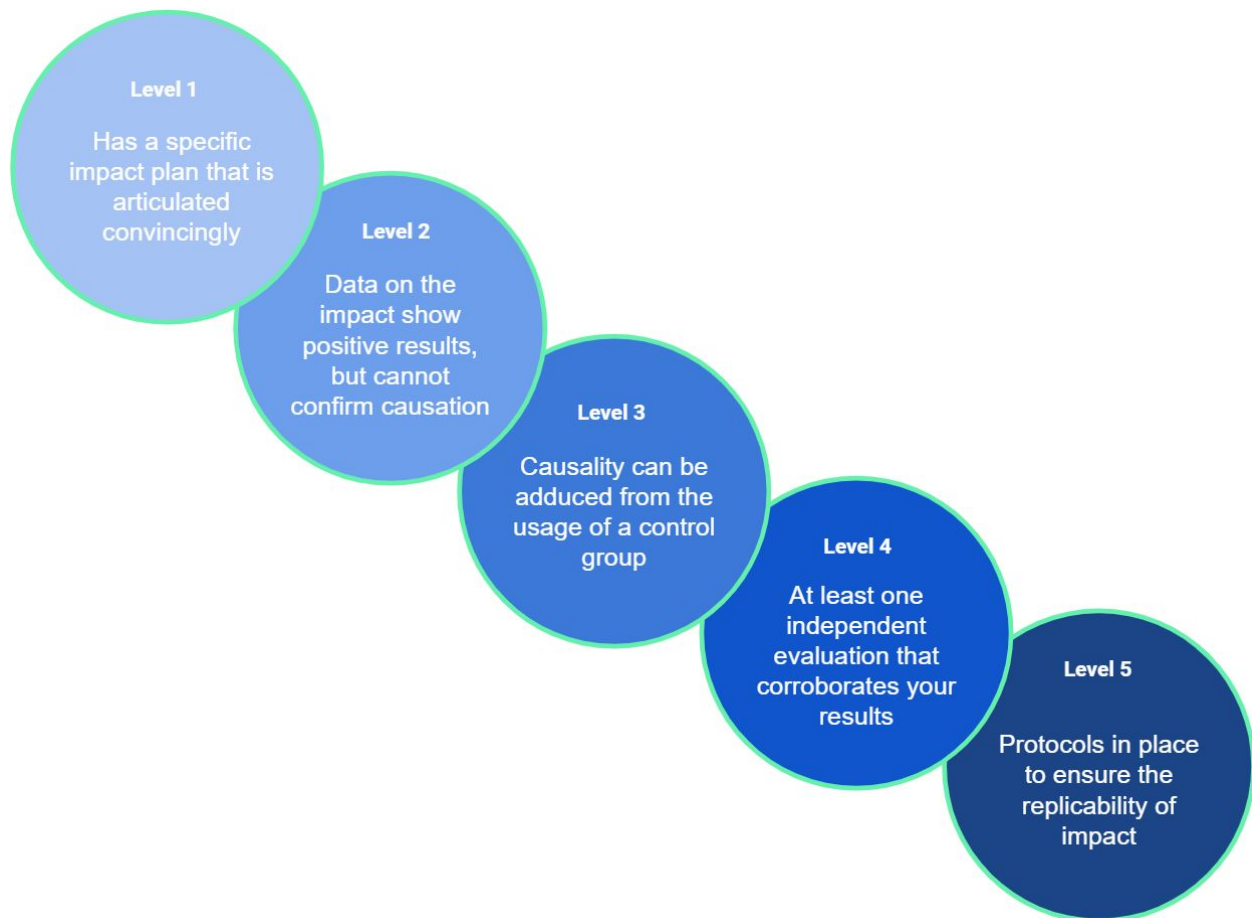 Level 1
Has a specific
impact plan that is
articulated
convincingly
Level 2
Data on the
impact show
positive results,
but cannot
confirm causation
Level 3
Causality can be
adduced from the
usage of a control
group
Level 4
At least one
independent
evaluation that
corroborates your
results
Level 5
Protocols in place
to ensure the
replicability of
impact